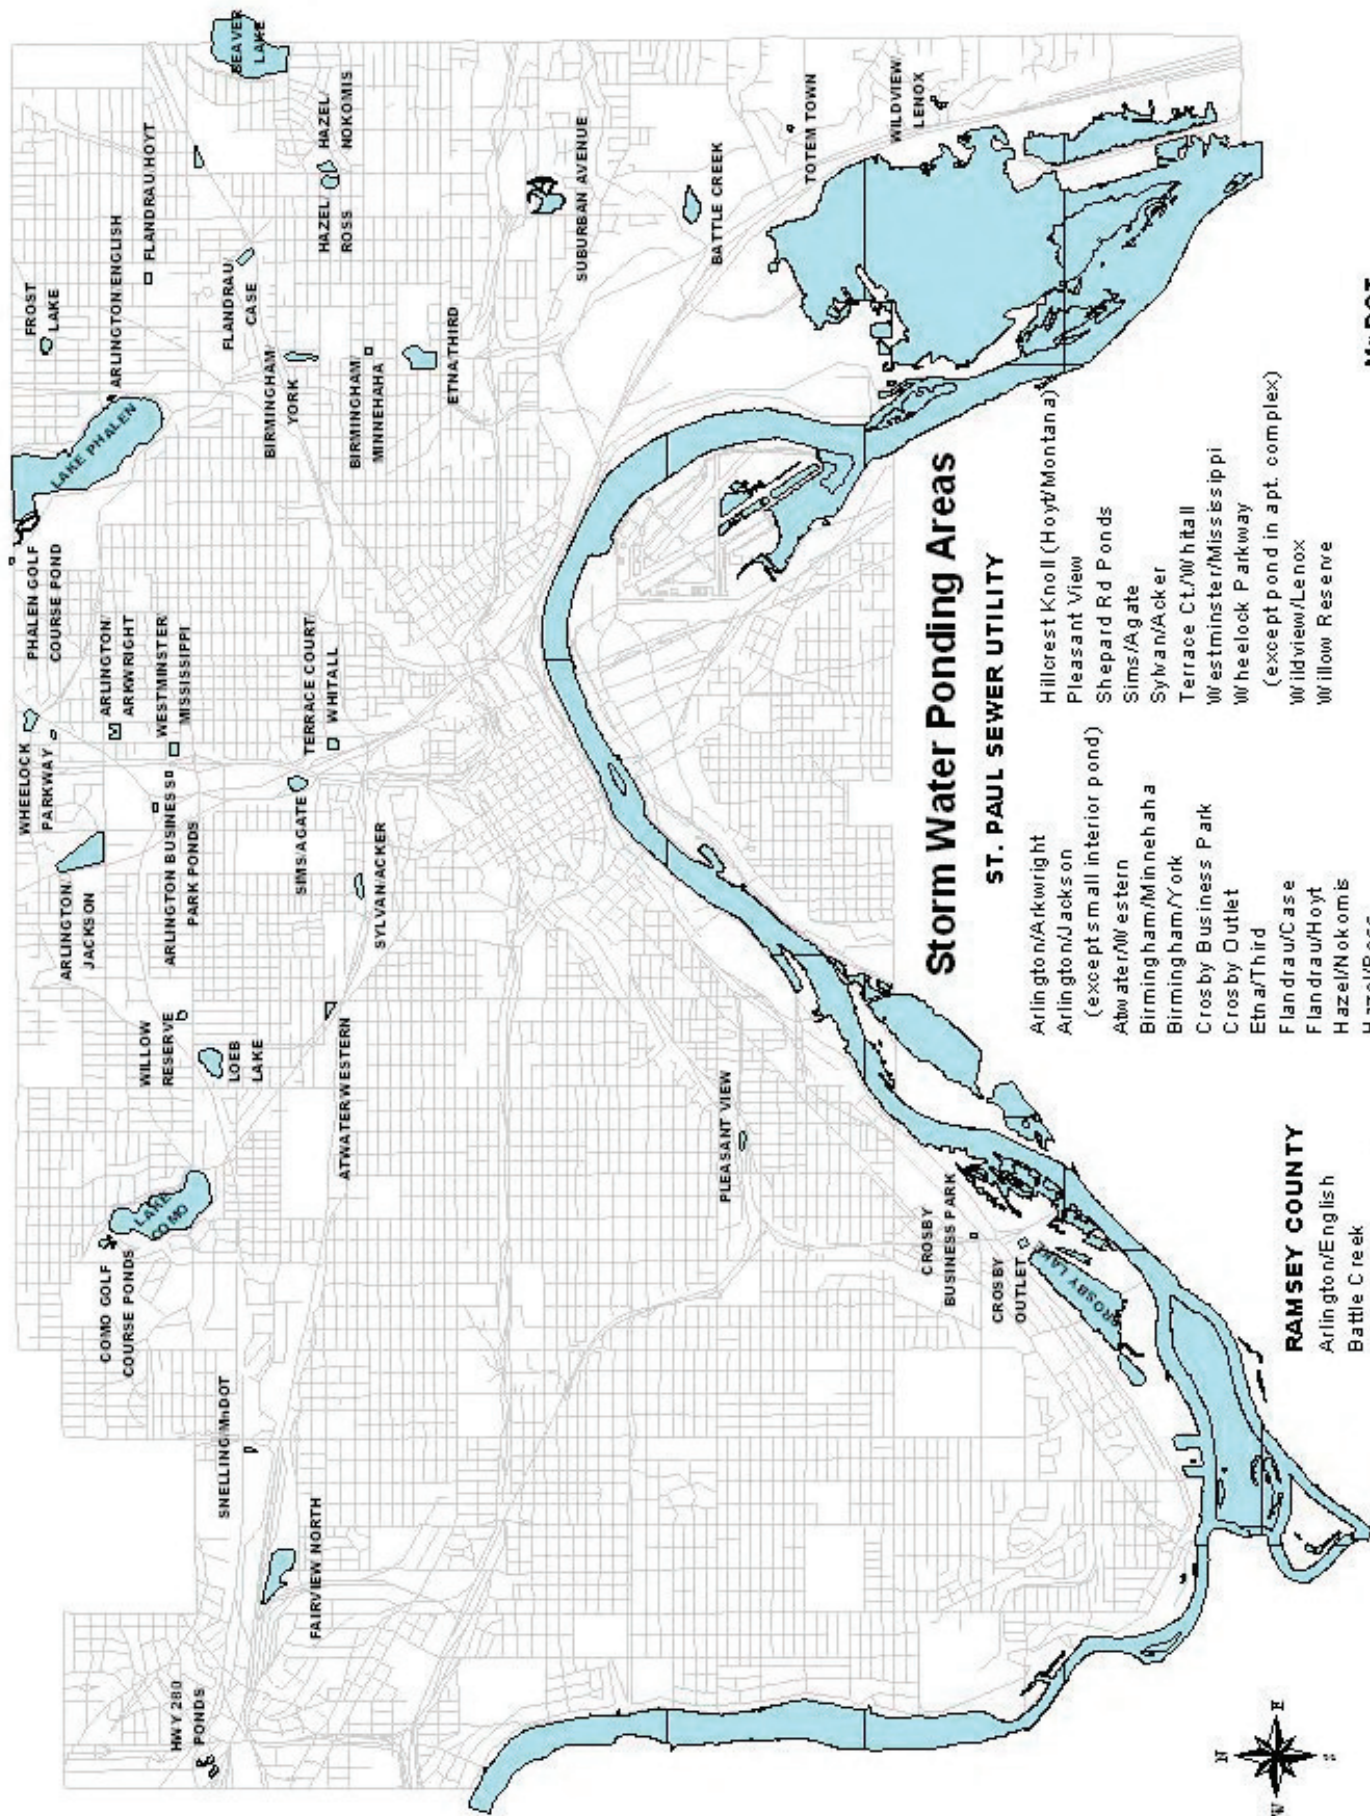 HWY 280
PONDS
FAIRVIEW NORTH
SNELLING/MnDOT
COMO GOLF
COURSE PONDS
LAKE
COMO
WILLOW
RESERVE
LOEB
LAKE
ATWATER/WESTERN
ARLINGTON/
JACKSON
ARLINGTON BUSINESS
PARK PONDS
WHEELOCK
PARKWAY
SIMS/AGATE
SYLVAN/ACKER
PHALEN GOLF
COURSE POND
ARLINGTON/
ARKWRIGHT
WESTMINSTER/
MISSISSIPPI
TERRACE COURT/
WHITALL
LAKE PHALEN
FROST
LAKE
ARLINGTON/ENGLISH
FLANDRAU/HOYT
FLANDRAU/
CASE
BIRMINGHAM/
YORK
BIRMINGHAM/
MINNEHAHA
ETNA/THIRD
BEAVER
LAKE
HAZEL/
NOKOMIS
HAZEL/
ROSS
SUBURBAN AVENUE
BATTLE CREEK
TOTEM TOWN
WILDVIEW/
LENOX
PLEASANT VIEW
CROSBY
BUSINESS PARK
CROSBY
OUTLET
CROSBY LAKE
Storm Water Ponding Areas
ST. PAUL SEWER UTILITY
Arlington/Arkwright
Arlington/Jackson
(except small interior pond)
Atwater/Western
Birmingham/Minnehaha
Birmingham/York
Crosby Business Park
Crosby Outlet
Etna/Third
Flandrau/Case
Flandrau/Hoyt
Hazel/Nokomis
Hazel/Ross
Hillcrest Knoll (Hoyt/Montana)
Pleasant View
Shepard Rd Ponds
Sims/Agate
Sylvan/Acker
Terrace Ct./Whitall
Westminster/Mississippi
Wheelock Parkway
(except pond in apt. complex)
Wildview/Lenox
Willow Reserve
RAMSEY COUNTY
Arlington/English
Battle Creek
MnDOT
N
W
E